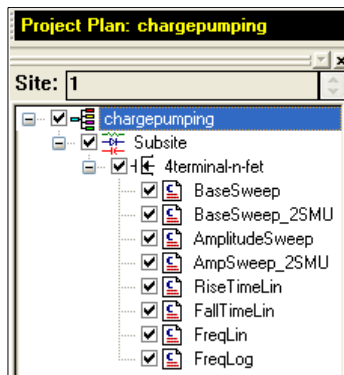 Project Plan: chargepumping
Site: 1
chargepumping
Subsite
4terminal-n-fet
BaseSweep
BaseSweep_2SMU
AmplitudeSweep
AmpSweep_2SMU
RiseTimeLin
FallTimeLin
FreqLin
FreqLog